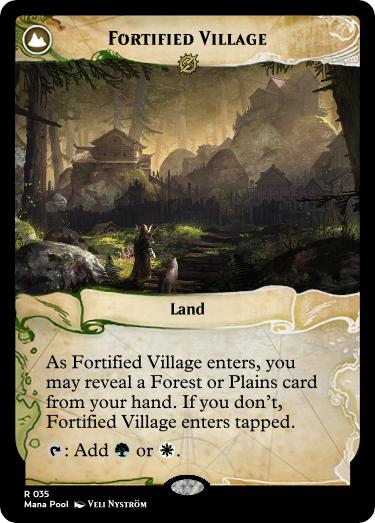 FORTIFIED VILLAGE
Land
As Fortified Village enters, you
may reveal a Forest or Plains card
from your hand. If you don't,
Fortified Village enters tapped.
: Add or .
R 035
Mana Pool VELI NYSTRÖM